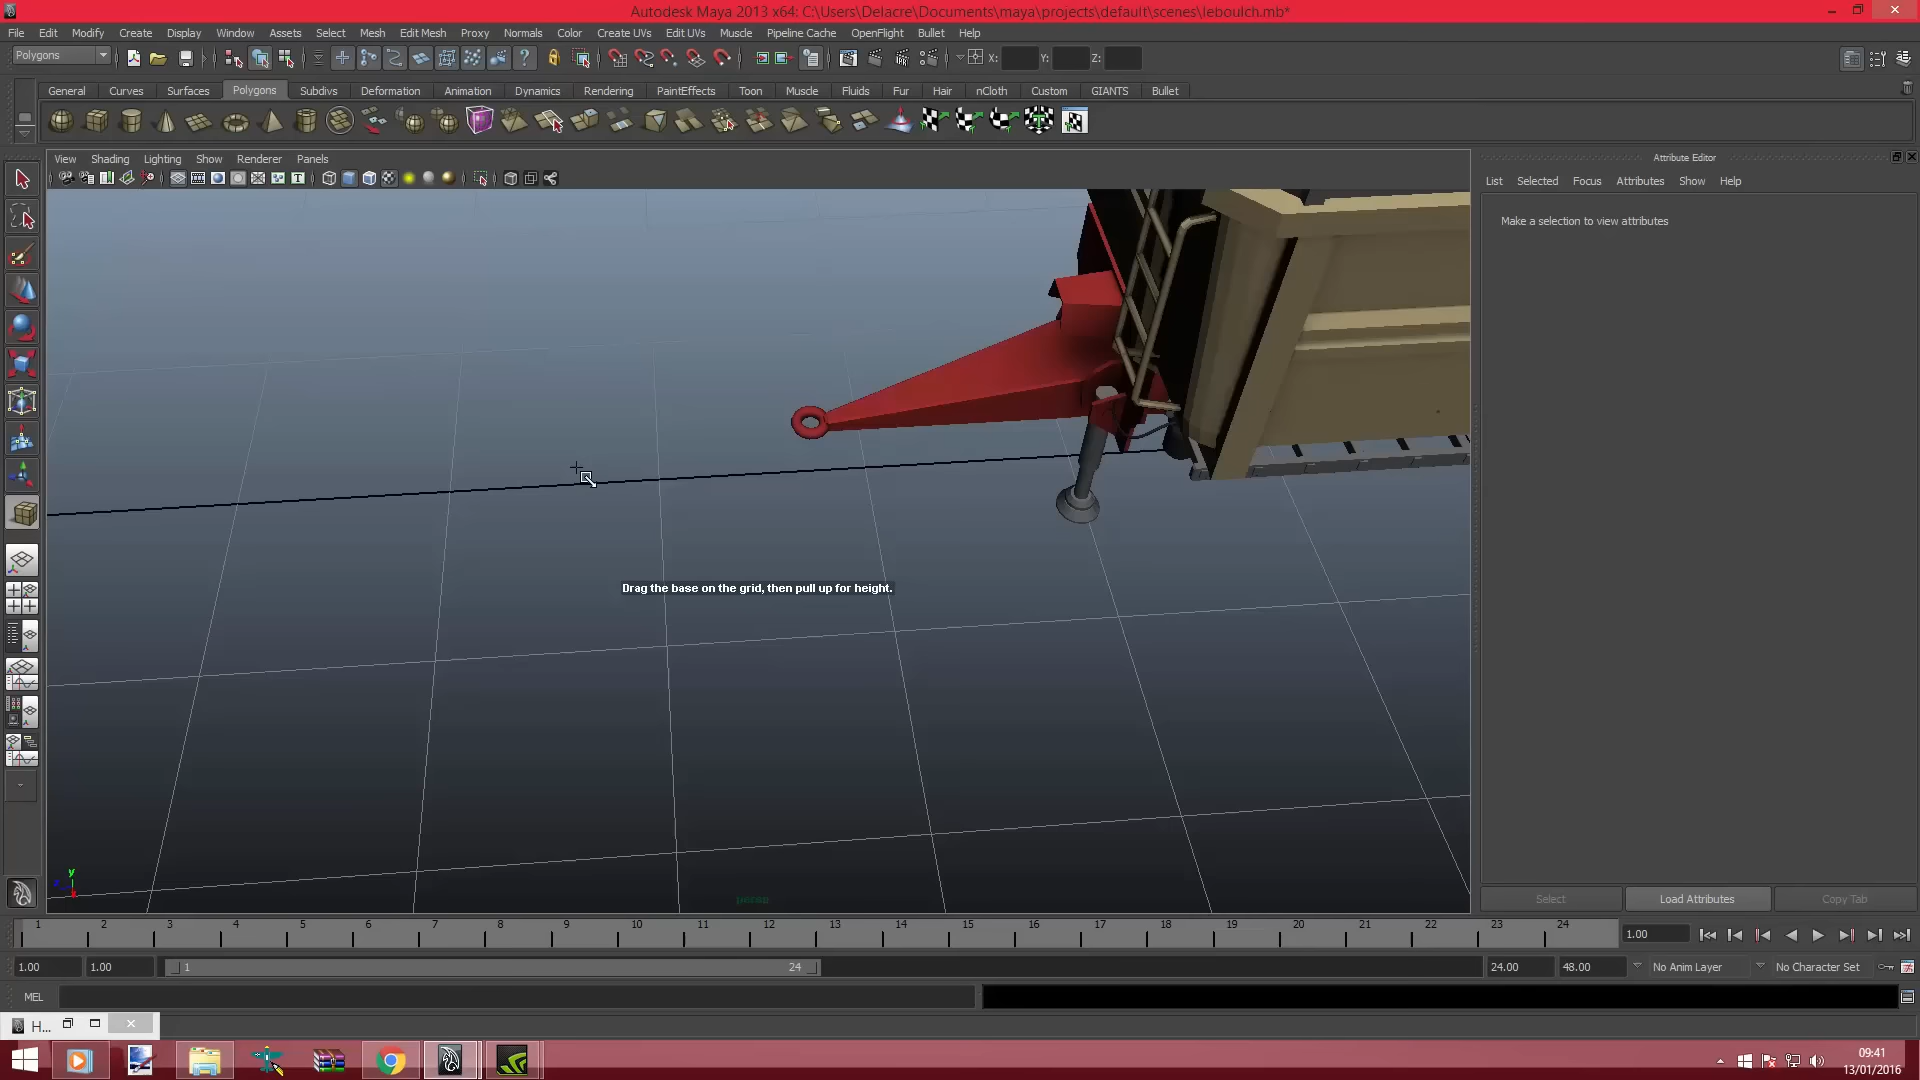 Autodesk Maya 2013 x64: C:\Users\Delacre\Documents\maya\projects\default\scenes\leboulch.mb*
File Edit Modify Create Display Window Assets Select Mesh Edit Mesh Proxy Normals Color Create UVs Edit UVs Muscle Pipeline Cache OpenFlight Bullet Help
Polygons X: Y: Z:
General Curves Surfaces Polygons Subdivs Deformation Animation Dynamics Rendering PaintEffects Toon Muscle Fluids Fur Hair nCloth Custom GIANTS Bullet
View Shading Lighting Show Renderer Panels
Attribute Editor
List Selected Focus Attributes Show Help
Make a selection to view attributes
Drag the base on the grid, then pull up for height.
y
persp
Select Load Attributes Copy Tab
1 2 3 4 5 6 7 8 9 10 11 12 13 14 15 16 17 18 19 20 21 22 23 24 1.00
1.00 1.00 1 24 24.00 48.00 No Anim Layer No Character Set
MEL
H...
09:41
13/01/2016